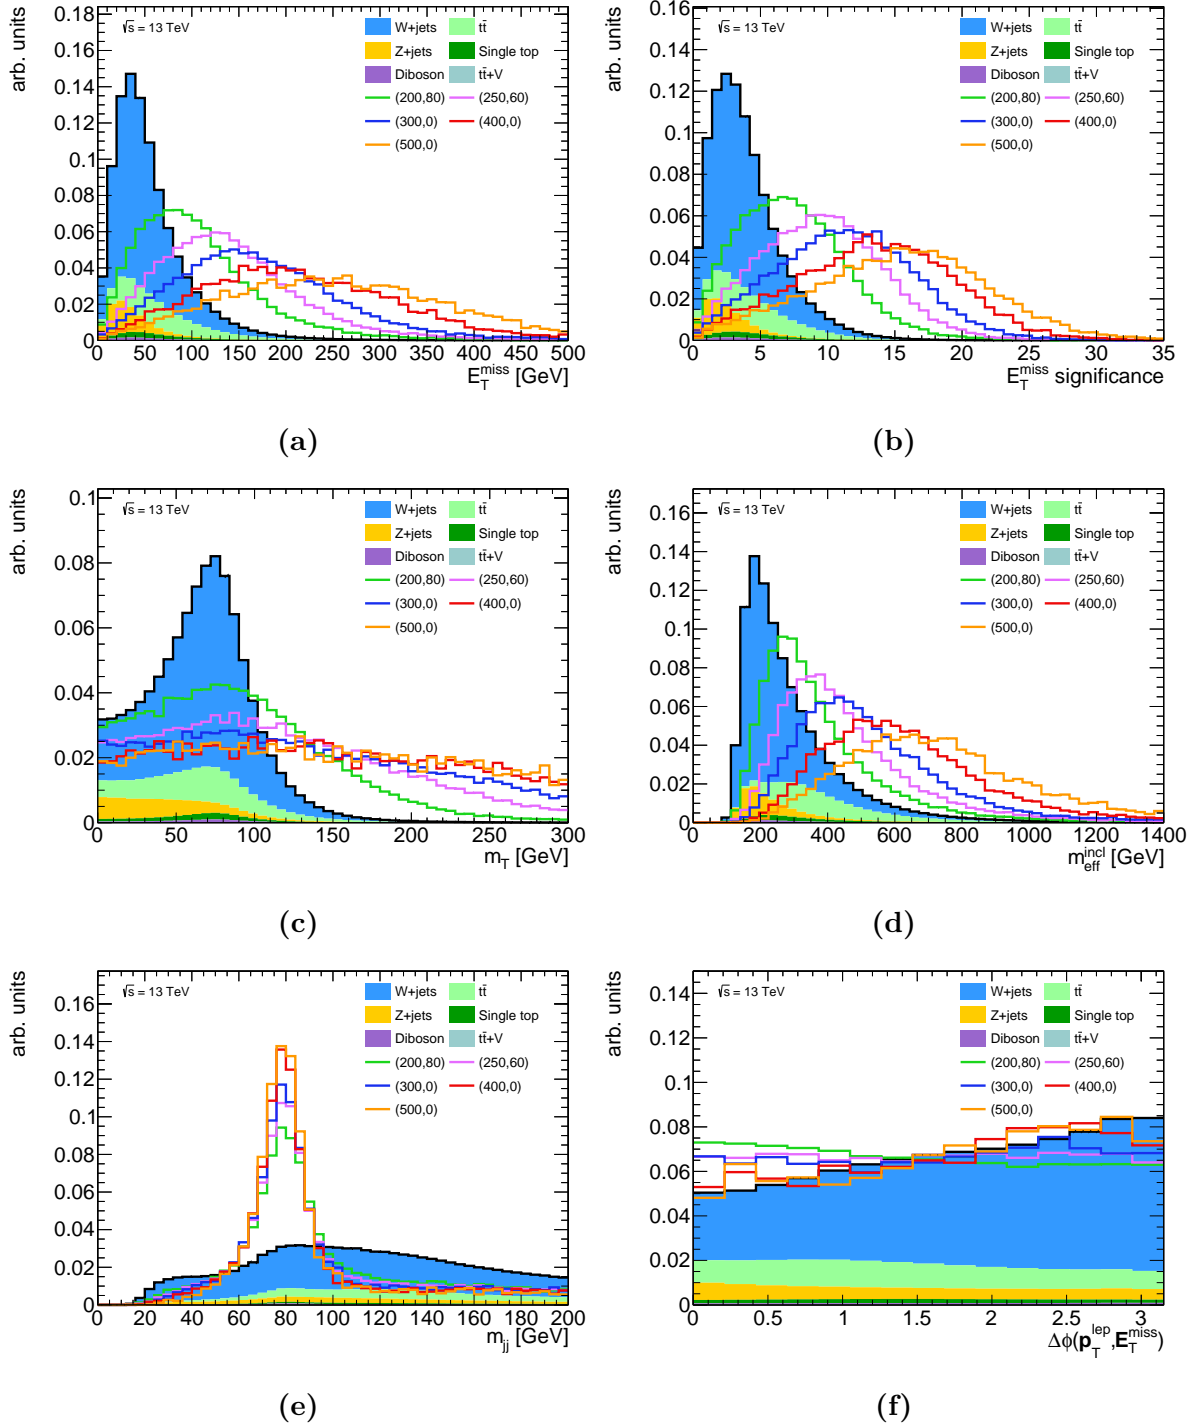 arb. units
0.18
0.16
0.14
0.12
0.1
0.08
0.06
0.04
0.02
0
√s = 13 TeV
W+jets
tt̄
Z+jets
Single top
Diboson
tt̄+V
(200,80)
(250,60)
(300,0)
(400,0)
(500,0)
0 50 100 150 200 250 300 350 400 450 500
E_T^miss [GeV]
(a)
arb. units
0.16
0.14
0.12
0.1
0.08
0.06
0.04
0.02
0
√s = 13 TeV
W+jets
tt̄
Z+jets
Single top
Diboson
tt̄+V
(200,80)
(250,60)
(300,0)
(400,0)
(500,0)
0 5 10 15 20 25 30 35
E_T^miss significance
(b)
arb. units
0.1
0.08
0.06
0.04
0.02
0
√s = 13 TeV
W+jets
tt̄
Z+jets
Single top
Diboson
tt̄+V
(200,80)
(250,60)
(300,0)
(400,0)
(500,0)
0 50 100 150 200 250 300
m_T [GeV]
(c)
arb. units
0.16
0.14
0.12
0.1
0.08
0.06
0.04
0.02
0
√s = 13 TeV
W+jets
tt̄
Z+jets
Single top
Diboson
tt̄+V
(200,80)
(250,60)
(300,0)
(400,0)
(500,0)
0 200 400 600 800 1000 1200 1400
m_eff^incl [GeV]
(d)
arb. units
0.16
0.14
0.12
0.1
0.08
0.06
0.04
0.02
0
√s = 13 TeV
W+jets
tt̄
Z+jets
Single top
Diboson
tt̄+V
(200,80)
(250,60)
(300,0)
(400,0)
(500,0)
0 20 40 60 80 100 120 140 160 180 200
m_jj [GeV]
(e)
arb. units
0.14
0.12
0.1
0.08
0.06
0.04
0.02
0
√s = 13 TeV
W+jets
tt̄
Z+jets
Single top
Diboson
tt̄+V
(200,80)
(250,60)
(300,0)
(400,0)
(500,0)
0 0.5 1 1.5 2 2.5 3
Δϕ(p_T^lep,E_T^miss)
(f)